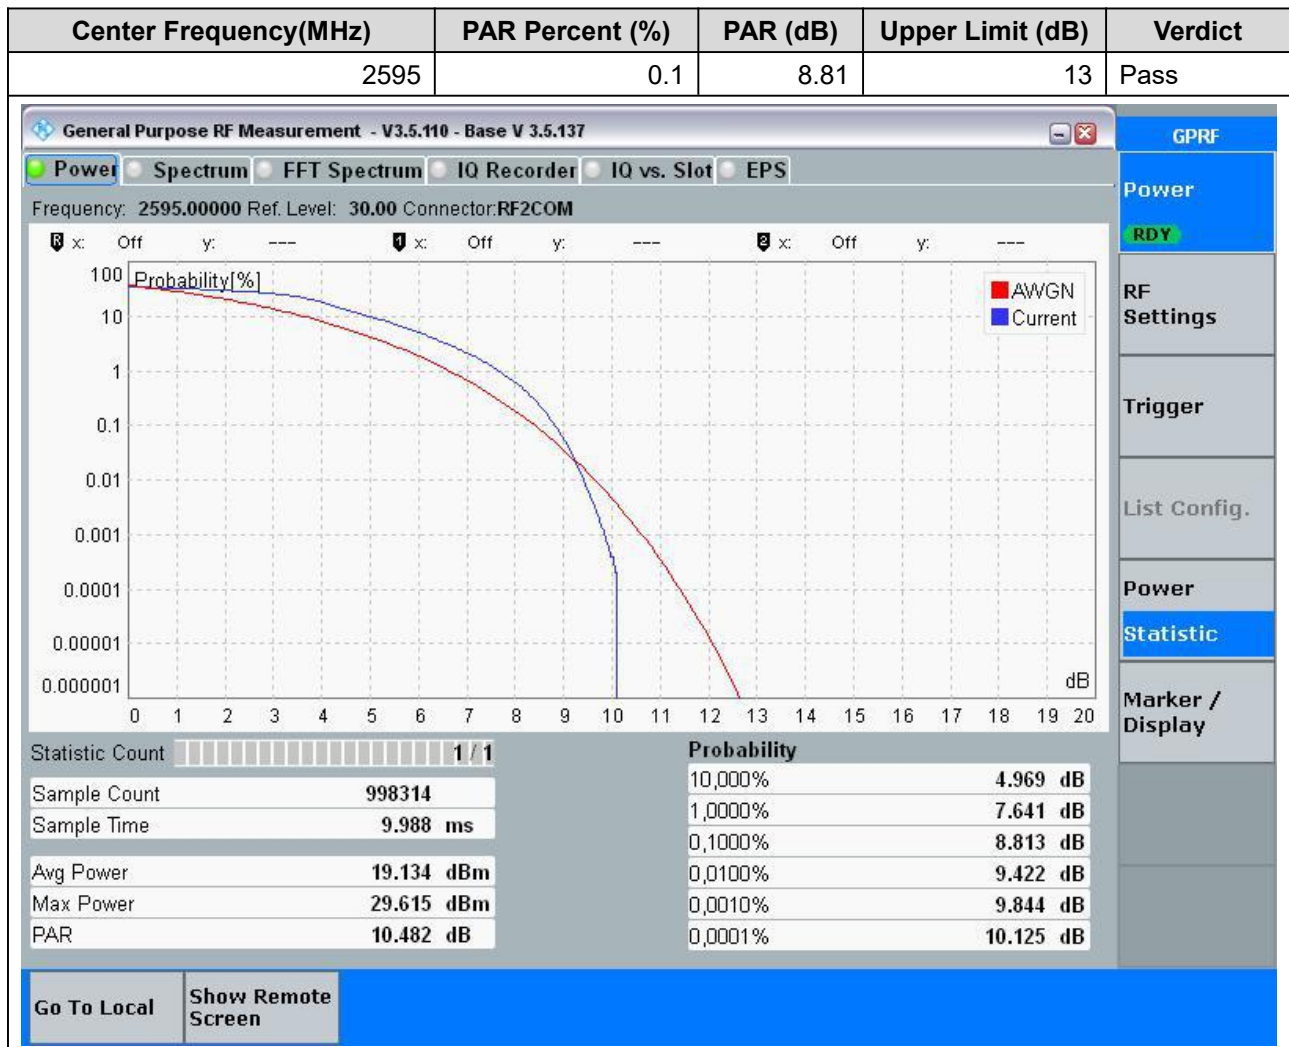 Center Frequency(MHz) PAR Percent (%) PAR (dB) Upper Limit (dB) Verdict
2595 0.1 8.81 13 Pass
General Purpose RF Measurement - V3.5.110 - Base V 3.5.137
GPRF
Power Spectrum FFT Spectrum IQ Recorder IQ vs. Slot EPS
Frequency: 2595.00000 Ref. Level: 30.00 Connector:RF2COM
R x: Off y: --- 1 x: Off y: --- 2 x: Off y: ---
Probability[%]
100
10
1
0.1
0.01
0.001
0.0001
0.00001
0.000001
AWGN
Current
dB
0 1 2 3 4 5 6 7 8 9 10 11 12 13 14 15 16 17 18 19 20
Statistic Count 1 / 1
Sample Count 998314
Sample Time 9.988 ms
Avg Power 19.134 dBm
Max Power 29.615 dBm
PAR 10.482 dB
Probability
10,000% 4.969 dB
1,0000% 7.641 dB
0,1000% 8.813 dB
0,0100% 9.422 dB
0,0010% 9.844 dB
0,0001% 10.125 dB
Power
RDY
RF
Settings
Trigger
List Config.
Power
Statistic
Marker /
Display
Go To Local
Show Remote
Screen